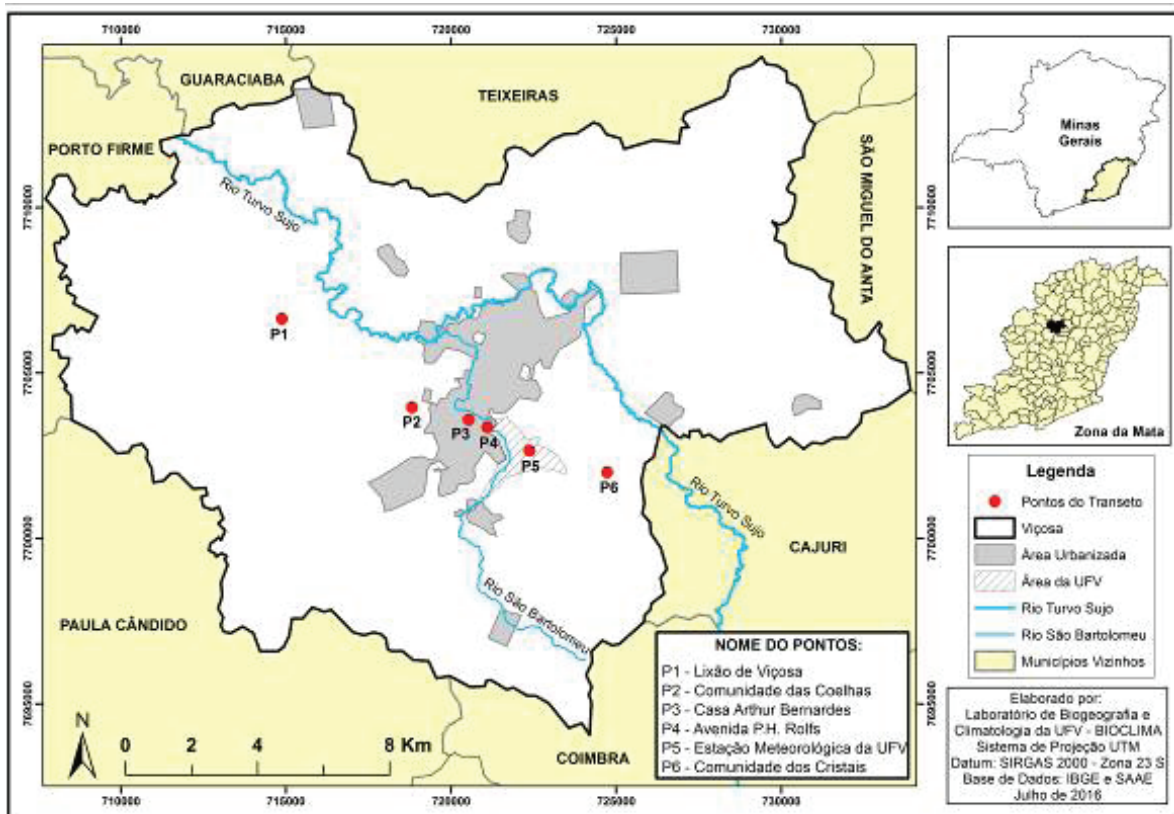 710000 715000 720000 725000 730000
GUARACIABA
TEIXEIRAS
PORTO FIRME
SÃO MIGUEL DO ANTA
7710000
7710000
Rio Turvo Sujo
P1
7705000
7705000
P2
P3
P4
P5
P6
Rio Turvo Sujo
7700000
7700000
CAJURI
Rio São Bartolomeu
PAULA CÂNDIDO
7695000
7695000
COIMBRA
N
0 2 4 8 Km
710000 715000 720000 725000 730000
NOME DO PONTOS:
P1 - Lixão de Viçosa
P2 - Comunidade das Coelhas
P3 - Casa Arthur Bernardes
P4 - Avenida P.H. Rolfs
P5 - Estação Meteorológica da UFV
P6 - Comunidade dos Cristais
Minas
Gerais
Zona da Mata
Legenda
Pontos do Transeto
Viçosa
Área Urbanizada
Área da UFV
Rio Turvo Sujo
Rio São Bartolomeu
Municípios Vizinhos
Elaborado por:
Laboratório de Biogeografia e
Climatologia da UFV - BIOCLIMA
Sistema de Projeção UTM
Datum: SIRGAS 2000 - Zona 23 S
Base de Dados: IBGE e SAAE
Julho de 2016